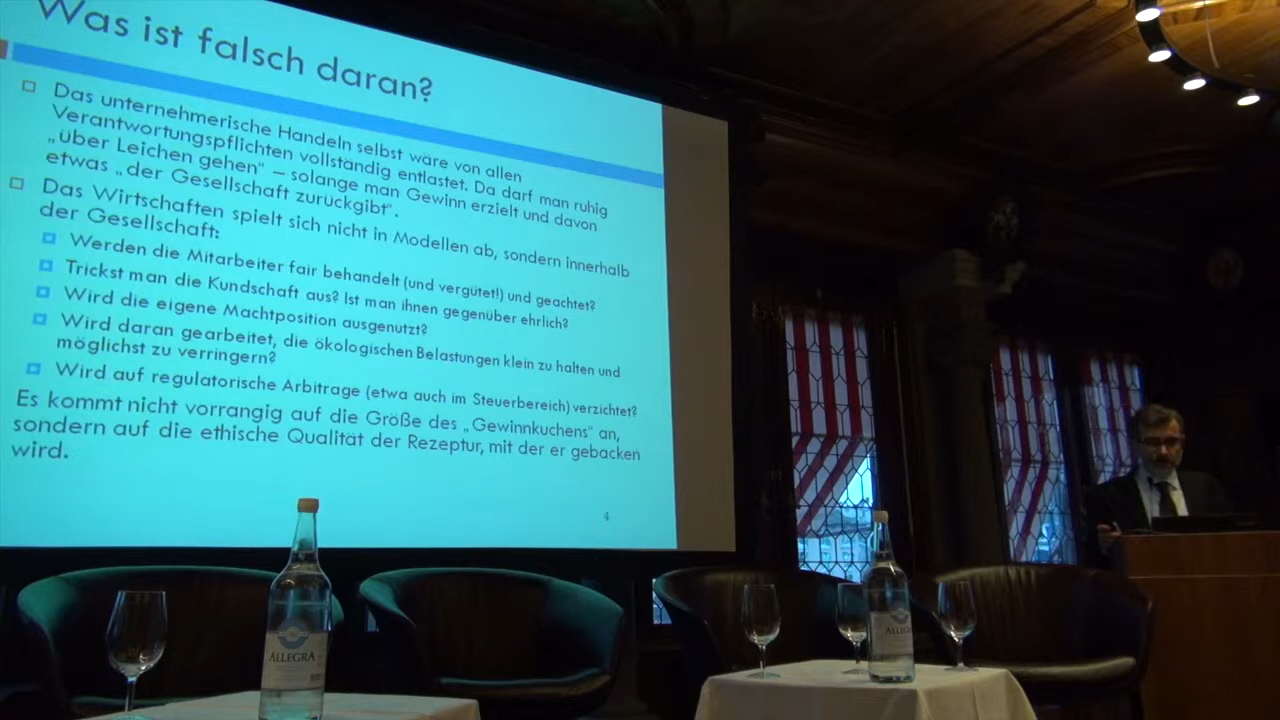 Was ist falsch daran?
Das unternehmerische Handeln selbst wäre von allen
Verantwortungspflichten vollständig entlastet. Da darf man ruhig
„über Leichen gehen“ – solange man Gewinn erzielt und davon
etwas „der Gesellschaft zurückgibt“.
Das Wirtschaften spielt sich nicht in Modellen ab, sondern innerhalb
der Gesellschaft:
Werden die Mitarbeiter fair behandelt (und vergütet!) und geachtet?
Trickst man die Kundschaft aus? Ist man ihnen gegenüber ehrlich?
Wird die eigene Machtposition ausgenutzt?
Wird daran gearbeitet, die ökologischen Belastungen klein zu halten und
möglichst zu verringern?
Wird auf regulatorische Arbitrage (etwa auch im Steuerbereich) verzichtet?
Es kommt nicht vorrangig auf die Größe des „Gewinnkuchens“ an,
sondern auf die ethische Qualität der Rezeptur, mit der er gebacken
wird.
4
ALLEGRA
ALLEGR